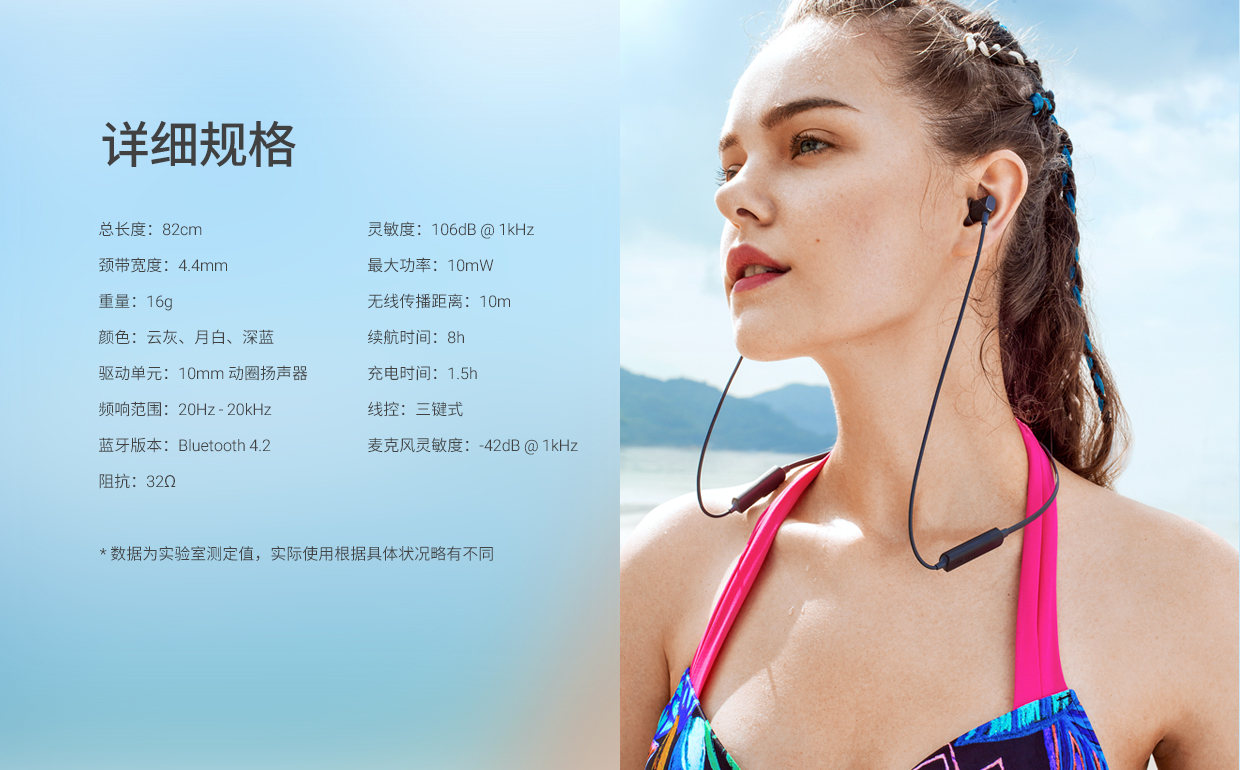 详细规格
总长度：82cm
颈带宽度：4.4mm
重量：16g
颜色：云灰、月白、深蓝
驱动单元：10mm 动圈扬声器
频响范围：20Hz - 20kHz
蓝牙版本：Bluetooth 4.2
阻抗：32Ω
灵敏度：106dB @ 1kHz
最大功率：10mW
无线传播距离：10m
续航时间：8h
充电时间：1.5h
线控：三键式
麦克风灵敏度：-42dB @ 1kHz
* 数据为实验室测定值，实际使用根据具体状况略有不同